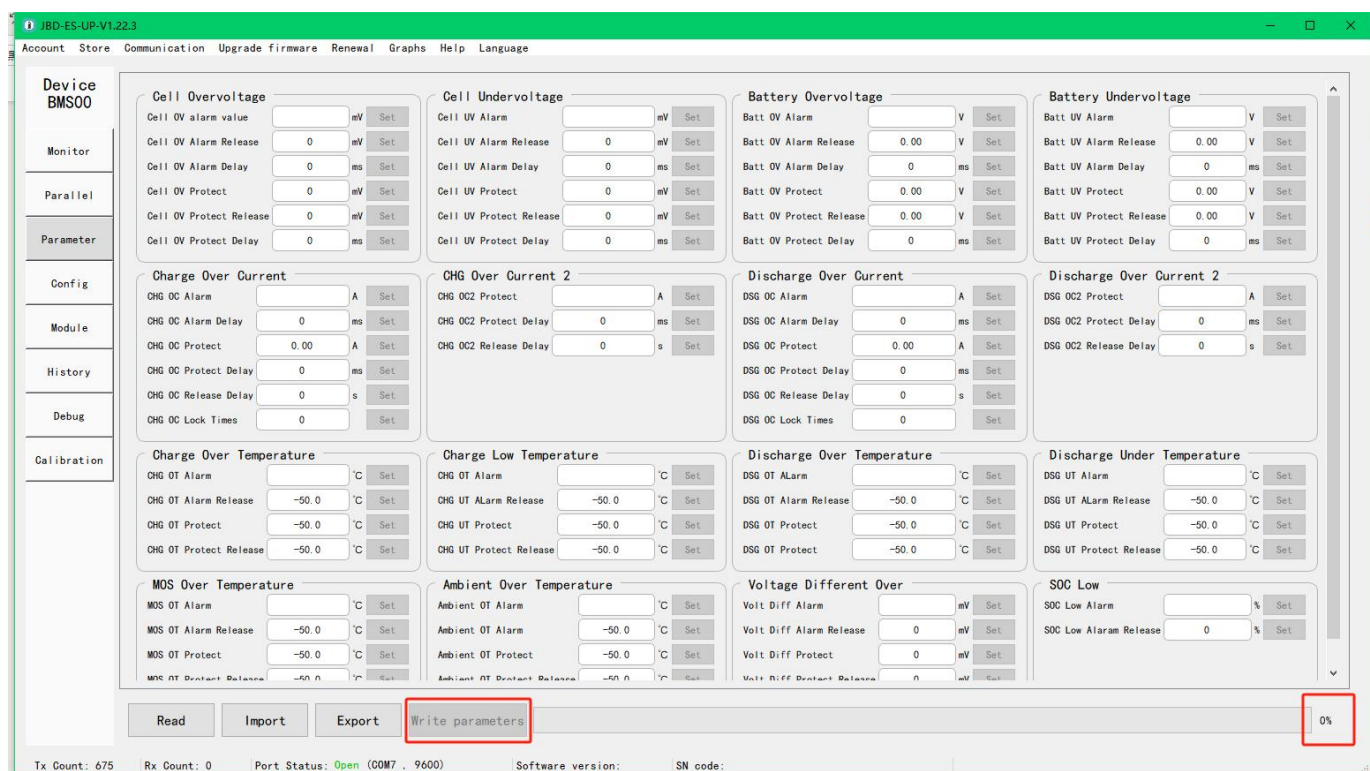 JBD-ES-UP-V1.22.3
Account Store Communication Upgrade firmware Renewal Graphs Help Language
Device
BMS00
Monitor
Parallel
Parameter
Config
Module
History
Debug
Calibration
Cell Overvoltage
Cell OV alarm value mV Set
Cell OV Alarm Release 0 mV Set
Cell OV Alarm Delay 0 ms Set
Cell OV Protect 0 mV Set
Cell OV Protect Release 0 mV Set
Cell OV Protect Delay 0 ms Set
Cell Undervoltage
Cell UV Alarm mV Set
Cell UV Alarm Release 0 mV Set
Cell UV Alarm Delay 0 ms Set
Cell UV Protect 0 mV Set
Cell UV Protect Release 0 mV Set
Cell UV Protect Delay 0 ms Set
Battery Overvoltage
Batt OV Alarm V Set
Batt OV Alarm Release 0.00 V Set
Batt OV Alarm Delay 0 ms Set
Batt OV Protect 0.00 V Set
Batt OV Protect Release 0.00 V Set
Batt OV Protect Delay 0 ms Set
Battery Undervoltage
Batt UV Alarm V Set
Batt UV Alarm Release 0.00 V Set
Batt UV Alarm Delay 0 ms Set
Batt UV Protect 0.00 V Set
Batt UV Protect Release 0.00 V Set
Batt UV Protect Delay 0 ms Set
Charge Over Current
CHG OC Alarm A Set
CHG OC Alarm Delay 0 ms Set
CHG OC Protect 0.00 A Set
CHG OC Protect Delay 0 ms Set
CHG OC Release Delay 0 s Set
CHG OC Lock Times 0 Set
CHG Over Current 2
CHG OC2 Protect A Set
CHG OC2 Protect Delay 0 ms Set
CHG OC2 Release Delay 0 s Set
Discharge Over Current
DSG OC Alarm A Set
DSG OC Alarm Delay 0 ms Set
DSG OC Protect 0.00 A Set
DSG OC Protect Delay 0 ms Set
DSG OC Release Delay 0 s Set
DSG OC Lock Times 0 Set
Discharge Over Current 2
DSG OC2 Protect A Set
DSG OC2 Protect Delay 0 ms Set
DSG OC2 Release Delay 0 s Set
Charge Over Temperature
CHG OT Alarm ℃ Set
CHG OT Alarm Release -50.0 ℃ Set
CHG OT Protect -50.0 ℃ Set
CHG OT Protect Release -50.0 ℃ Set
Charge Low Temperature
CHG OT Alarm ℃ Set
CHG UT ALarm Release -50.0 ℃ Set
CHG UT Protect -50.0 ℃ Set
CHG UT Protect Release -50.0 ℃ Set
Discharge Over Temperature
DSG OT ALarm ℃ Set
DSG OT Alarm Release -50.0 ℃ Set
DSG OT Protect -50.0 ℃ Set
DSG OT Protect -50.0 ℃ Set
Discharge Under Temperature
DSG UT Alarm ℃ Set
DSG UT ALarm Release -50.0 ℃ Set
DSG UT Protect -50.0 ℃ Set
DSG UT Protect Release -50.0 ℃ Set
MOS Over Temperature
MOS OT Alarm ℃ Set
MOS OT Alarm Release -50.0 ℃ Set
MOS OT Protect -50.0 ℃ Set
MOS OT Protect Release -50.0 ℃ Set
Ambient Over Temperature
Ambient OT Alarm ℃ Set
Ambient OT Alarm -50.0 ℃ Set
Ambient OT Protect -50.0 ℃ Set
Ambient OT Protect Release -50.0 ℃ Set
Voltage Different Over
Volt Diff Alarm mV Set
Volt Diff Alarm Release 0 mV Set
Volt Diff Protect 0 mV Set
Volt Diff Protect Release 0 mV Set
SOC Low
SOC Low Alarm % Set
SOC Low Alaram Release 0 % Set
Read Import Export Write parameters 0%
Tx Count: 675 Rx Count: 0 Port Status: Open (COM7 , 9600) Software version: SN code: